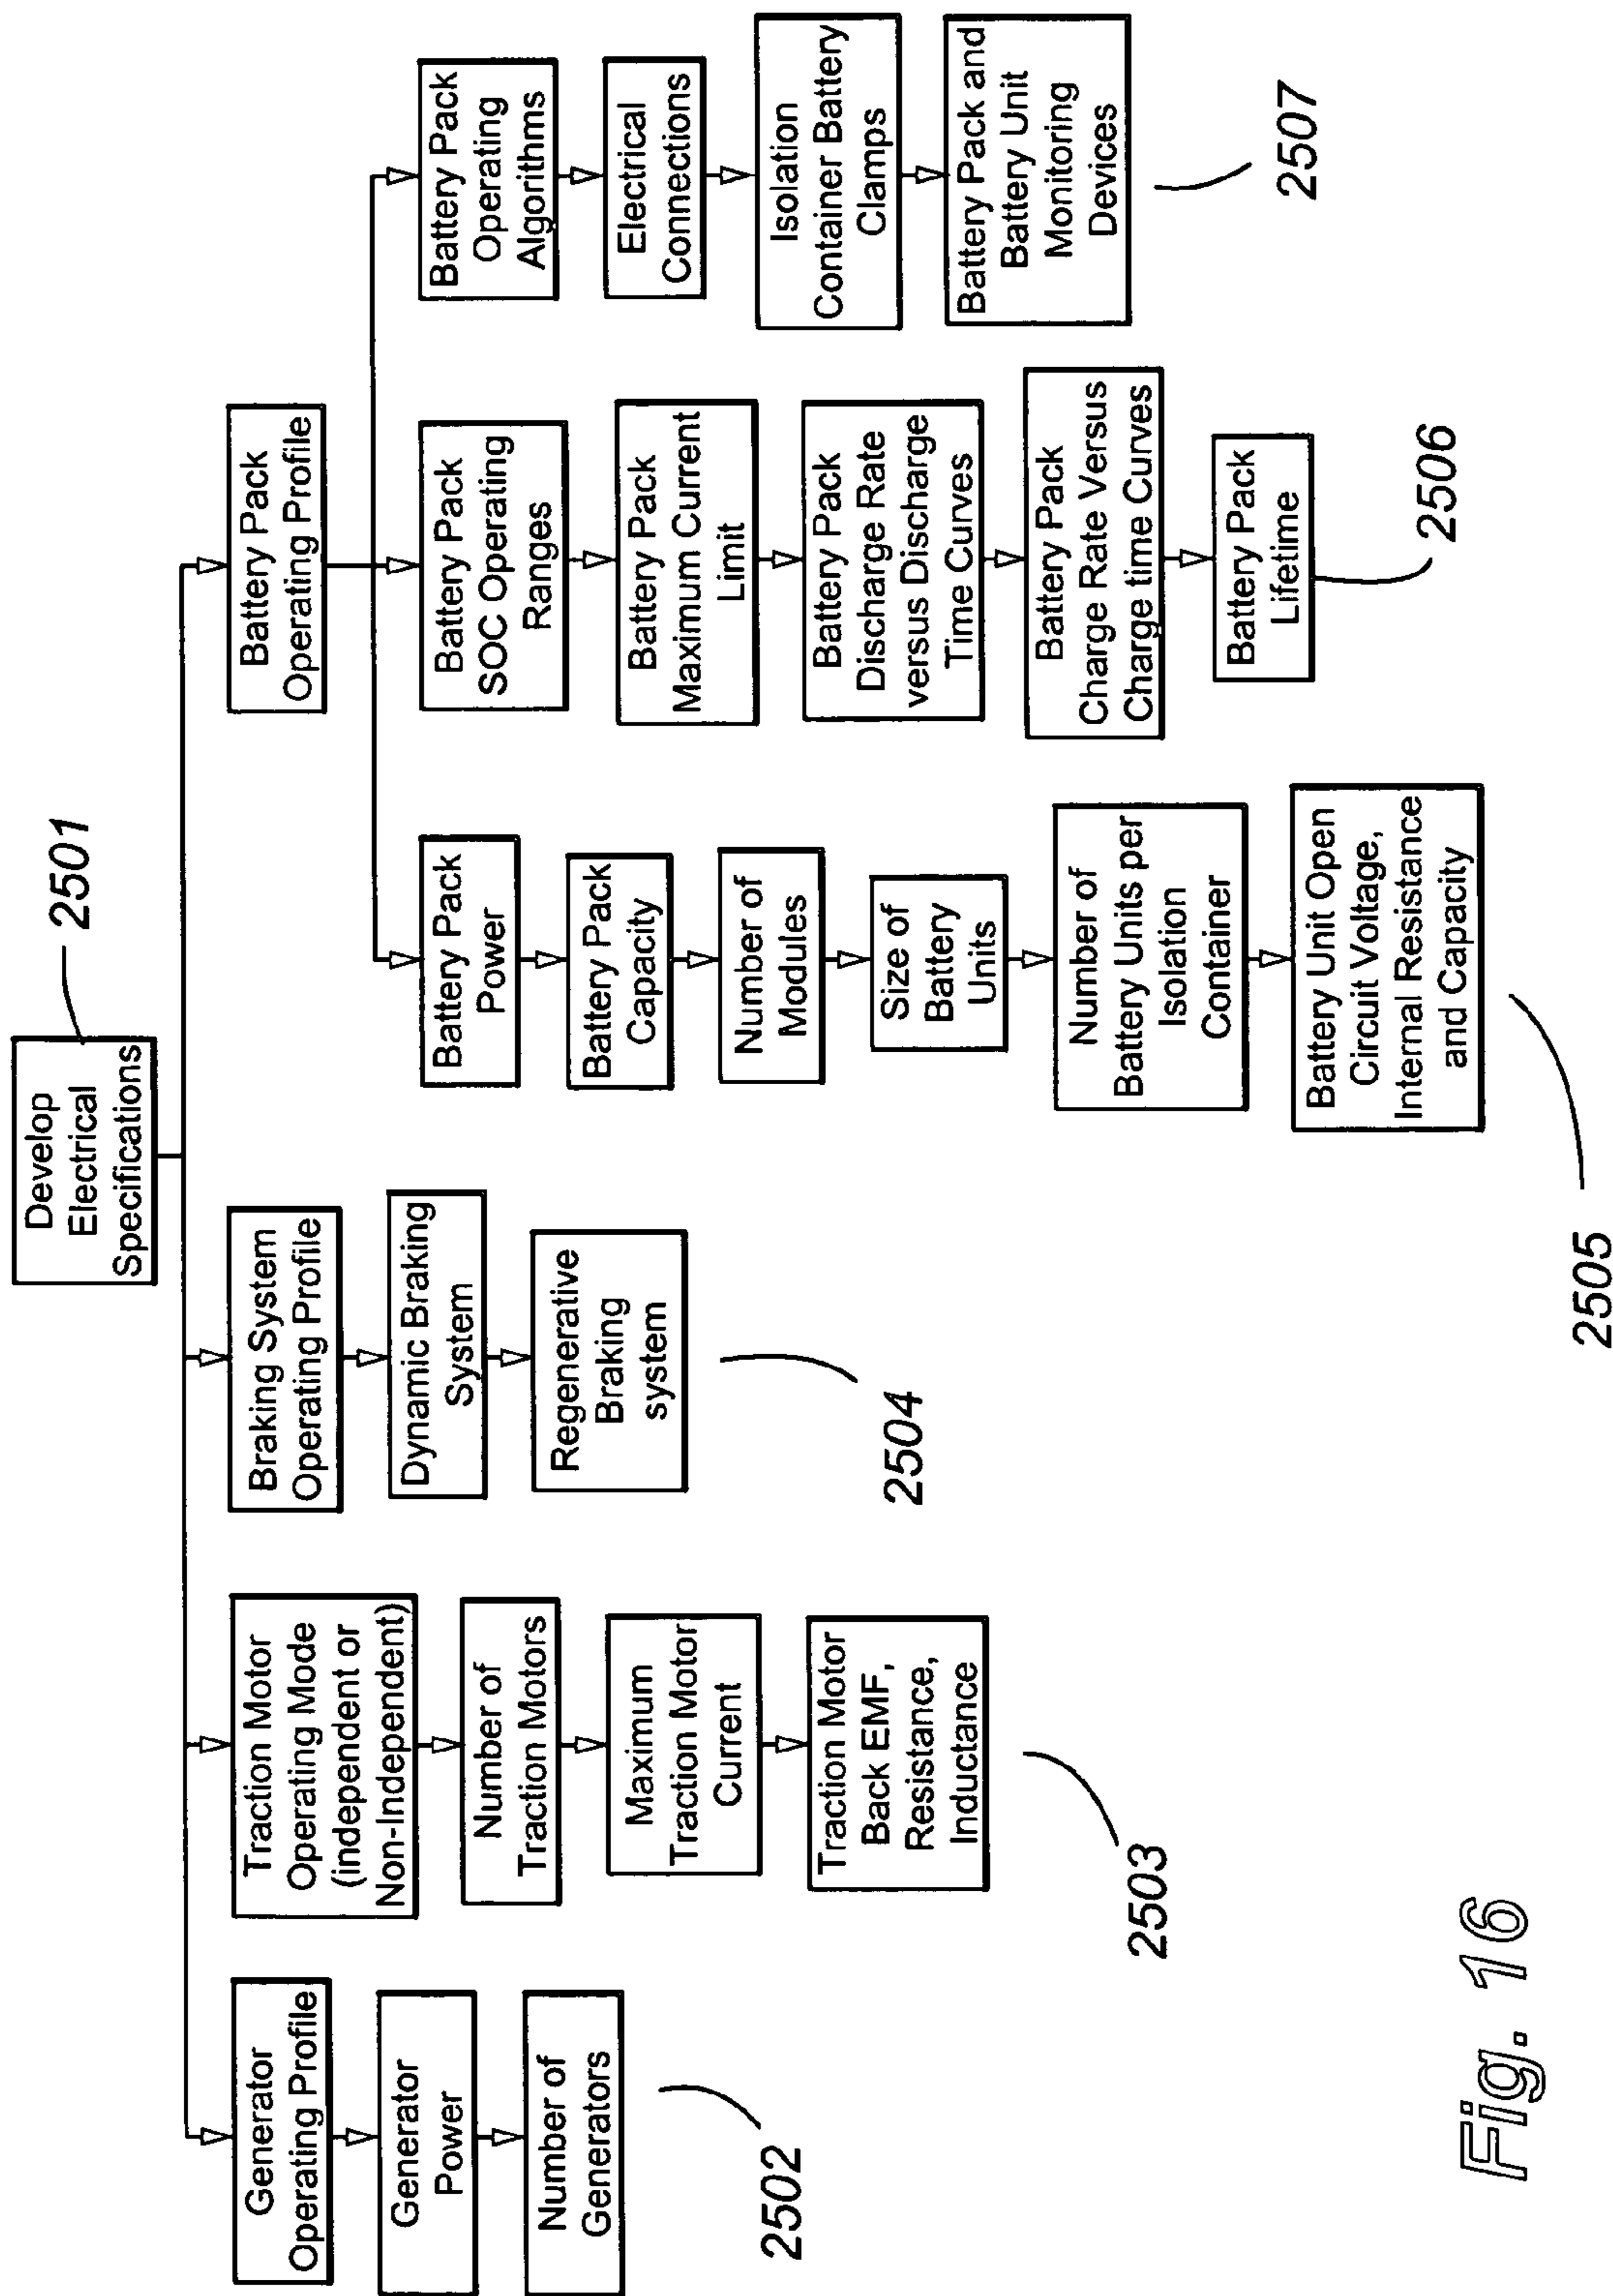 Develop
Electrical
Specifications
2501
Generator
Operating Profile
Generator
Power
Number of
Generators
2502
Traction Motor
Operating Mode
(independent or
Non-Independent)
Number of
Traction Motors
Maximum
Traction Motor
Current
Traction Motor
Back EMF,
Resistance,
Inductance
2503
Braking System
Operating Profile
Dynamic Braking
System
Regenerative
Braking
system
2504
Battery Pack
Operating Profile
Battery Pack
Power
Battery Pack
Capacity
Number of
Modules
Size of
Battery
Units
Number of
Battery Units per
Isolation
Container
Battery Unit Open
Circuit Voltage,
Internal Resistance
and Capacity
2505
Battery Pack
SOC Operating
Ranges
Battery Pack
Maximum Current
Limit
Battery Pack
Discharge Rate
versus Discharge
Time Curves
Battery Pack
Charge Rate Versus
Charge time Curves
Battery Pack
Lifetime
2506
Battery Pack
Operating
Algorithms
Electrical
Connections
Isolation
Container Battery
Clamps
Battery Pack and
Battery Unit
Monitoring
Devices
2507
Fig. 16